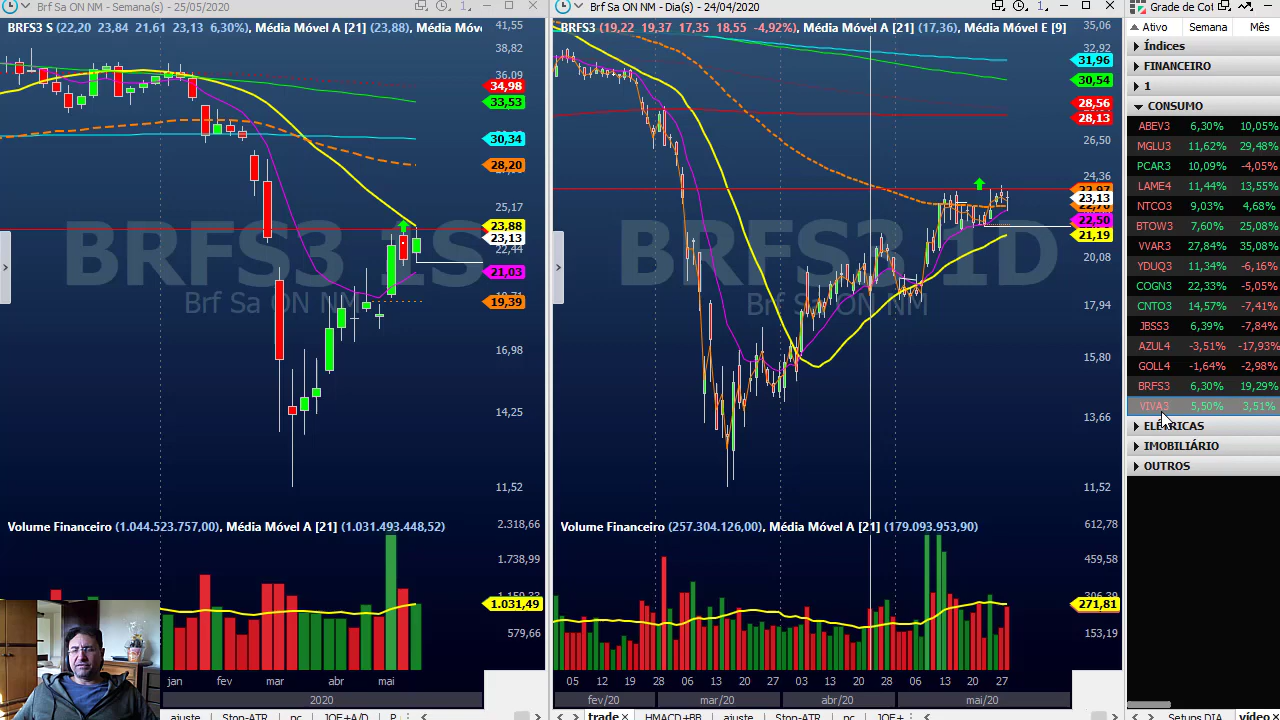 Brf Sa ON NM - Semana(s) - 25/05/2020
BRFS3 S (22,20 23,84 21,61 23,13 6,30%), Média Móvel A [21] (23,88), Média Mo
41,55
38,82
36,09
34,98
33,53
30,34
28,20
25,17
23,88
23,13
22,44
21,03
19,39
16,98
14,25
11,52
BRFS3 1S
Brf Sa ON NM
Volume Financeiro (1.044.523.757,00), Média Móvel A [21] (1.031.493.448,52)
2.318,66
1.738,99
1.031,49
579,66
jan fev mar abr mai
2020
ajuste Stop-ATR pc JOE+A/D P
Brf Sa ON NM - Dia(s) - 24/04/2020
BRFS3 (19,22 19,37 17,35 18,55 -4,92%), Média Móvel A [21] (17,36), Média Móvel E [9]
35,06
32,92
31,96
30,54
28,56
28,13
26,50
24,36
23,13
22,50
21,19
20,08
17,94
15,80
13,66
11,52
BRFS3 1D
Brf Sa ON NM
Volume Financeiro (257.304.126,00), Média Móvel A [21] (179.093.953,90)
612,78
459,58
271,81
153,19
05 12 19 28 06 13 20 27 03 13 20 28 06 13 20 27
fev/20 mar/20 abr/20 mai/20
trade HMACD+BB ajuste Stop-ATR pc JOE+
Grade de Cot
Ativo Semana Mês
Índices
FINANCEIRO
1
CONSUMO
ABEV3 6,30% 10,05%
MGLU3 11,62% 29,48%
PCAR3 10,09% -4,05%
LAME4 11,44% 13,55%
NTCO3 9,03% 4,68%
BTOW3 7,60% 25,08%
VVAR3 27,84% 35,08%
YDUQ3 11,34% -6,16%
COGN3 22,33% -5,05%
CNTO3 14,57% -7,41%
JBSS3 6,39% -7,84%
AZUL4 -3,51% -17,93%
GOLL4 -1,64% -2,98%
BRFS3 6,30% 19,29%
VIVA3 5,50% 3,51%
ELÉTRICAS
IMOBILIÁRIO
OUTROS
Setups DIA vídeo